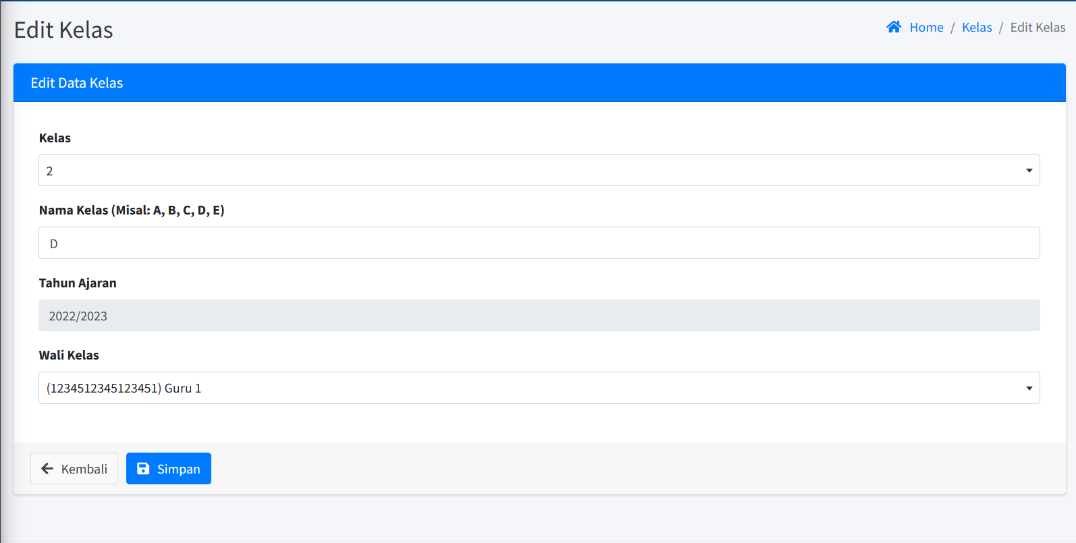 Edit Kelas
Home / Kelas / Edit Kelas
Edit Data Kelas
Kelas
2
Nama Kelas (Misal: A, B, C, D, E)
D
Tahun Ajaran
2022/2023
Wali Kelas
(1234512345123451) Guru 1
Kembali
Simpan